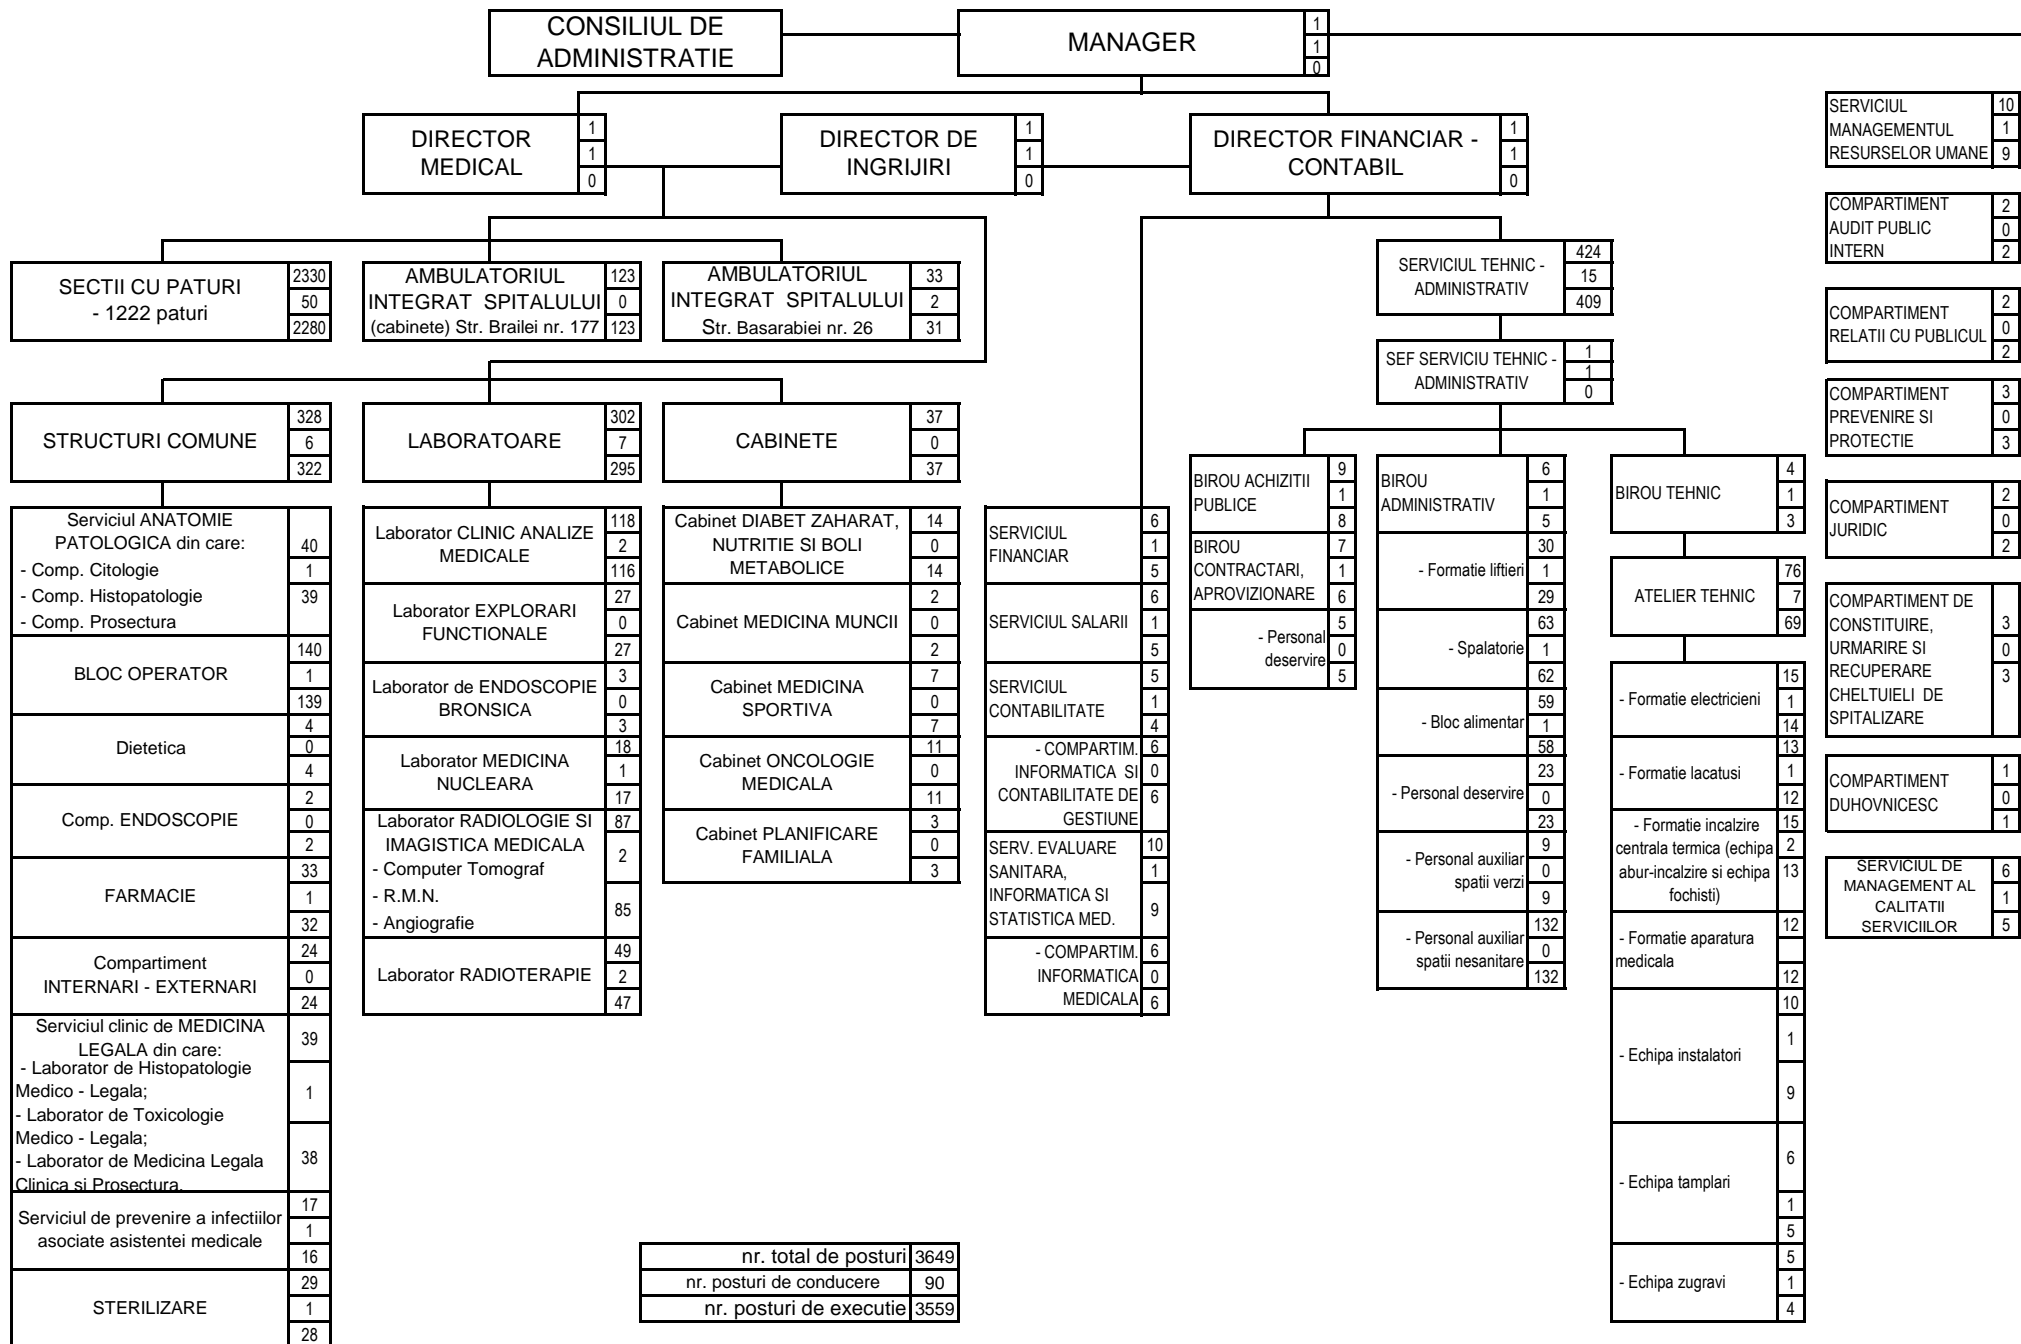 CONSILIUL DE
ADMINISTRATIE
MANAGER
1
1
0
DIRECTOR
MEDICAL
1
1
0
DIRECTOR DE
INGRIJIRI
1
1
0
DIRECTOR FINANCIAR -
CONTABIL
1
1
0
SECTII CU PATURI
- 1222 paturi
2330
50
2280
AMBULATORIUL
INTEGRAT SPITALULUI
(cabinete) Str. Brailei nr. 177
123
0
123
AMBULATORIUL
INTEGRAT SPITALULUI
Str. Basarabiei nr. 26
33
2
31
SERVICIUL TEHNIC -
ADMINISTRATIV
424
15
409
SEF SERVICIU TEHNIC -
ADMINISTRATIV
1
1
0
STRUCTURI COMUNE
328
6
322
LABORATOARE
302
7
295
CABINETE
37
0
37
Serviciul ANATOMIE
PATOLOGICA din care:
- Comp. Citologie
- Comp. Histopatologie
- Comp. Prosectura
40
1
39
BLOC OPERATOR
140
1
139
Dietetica
4
0
4
Comp. ENDOSCOPIE
2
0
2
FARMACIE
33
1
32
Compartiment
INTERNARI - EXTERNARI
24
0
24
Serviciul clinic de MEDICINA
LEGALA din care:
- Laborator de Histopatologie
Medico - Legala;
- Laborator de Toxicologie
Medico - Legala;
- Laborator de Medicina Legala
Clinica si Prosectura.
39
1
38
Serviciul de prevenire a infectiilor
asociate asistentei medicale
17
1
16
STERILIZARE
29
1
28
Laborator CLINIC ANALIZE
MEDICALE
118
2
116
Laborator EXPLORARI
FUNCTIONALE
27
0
27
Laborator de ENDOSCOPIE
BRONSICA
3
0
3
Laborator MEDICINA
NUCLEARA
18
1
17
Laborator RADIOLOGIE SI
IMAGISTICA MEDICALA
- Computer Tomograf
- R.M.N.
- Angiografie
87
2
85
Laborator RADIOTERAPIE
49
2
47
Cabinet DIABET ZAHARAT,
NUTRITIE SI BOLI
METABOLICE
14
0
14
Cabinet MEDICINA MUNCII
2
0
2
Cabinet MEDICINA
SPORTIVA
7
0
7
Cabinet ONCOLOGIE
MEDICALA
11
0
11
Cabinet PLANIFICARE
FAMILIALA
3
0
3
SERVICIUL
FINANCIAR
6
1
5
SERVICIUL SALARII
6
1
5
SERVICIUL
CONTABILITATE
5
1
4
- COMPARTIM.
INFORMATICA SI
CONTABILITATE DE
GESTIUNE
6
0
6
SERV. EVALUARE
SANITARA,
INFORMATICA SI
STATISTICA MED.
10
1
9
- COMPARTIM.
INFORMATICA
MEDICALA
6
0
6
BIROU ACHIZITII
PUBLICE
9
1
8
BIROU
CONTRACTARI,
APROVIZIONARE
7
1
6
- Personal
deservire
5
0
5
BIROU
ADMINISTRATIV
6
1
5
- Formatie liftieri
30
1
29
- Spalatorie
63
1
62
- Bloc alimentar
59
1
58
- Personal deservire
23
0
23
- Personal auxiliar
spatii verzi
9
0
9
- Personal auxiliar
spatii nesanitare
132
0
132
BIROU TEHNIC
4
1
3
ATELIER TEHNIC
76
7
69
- Formatie electricieni
15
1
14
- Formatie lacatusi
13
1
12
- Formatie incalzire
centrala termica (echipa
abur-incalzire si echipa
fochisti)
15
2
13
- Formatie aparatura
medicala
12
12
- Echipa instalatori
10
1
9
- Echipa tamplari
6
1
5
- Echipa zugravi
5
1
4
SERVICIUL
MANAGEMENTUL
RESURSELOR UMANE
10
1
9
COMPARTIMENT
AUDIT PUBLIC
INTERN
2
0
2
COMPARTIMENT
RELATII CU PUBLICUL
2
0
2
COMPARTIMENT
PREVENIRE SI
PROTECTIE
3
0
3
COMPARTIMENT
JURIDIC
2
0
2
COMPARTIMENT DE
CONSTITUIRE,
URMARIRE SI
RECUPERARE
CHELTUIELI DE
SPITALIZARE
3
0
3
COMPARTIMENT
DUHOVNICESC
1
0
1
SERVICIUL DE
MANAGEMENT AL
CALITATII
SERVICIILOR
6
1
5
nr. total de posturi 3649
nr. posturi de conducere 90
nr. posturi de executie 3559